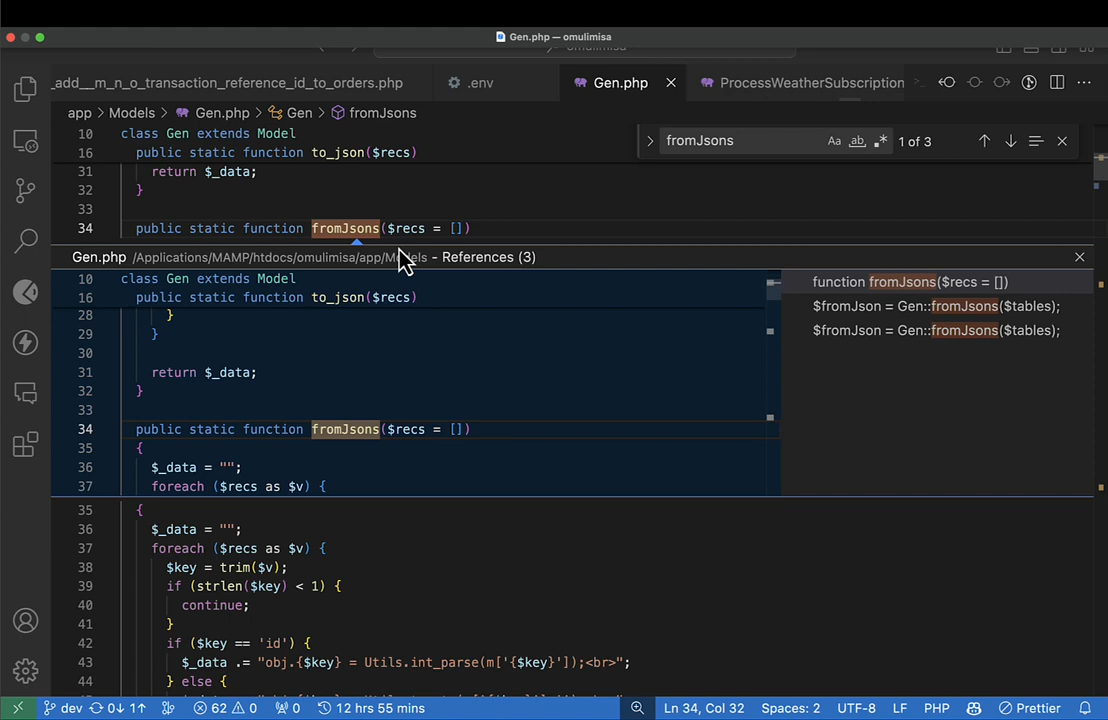 Gen.php — omulimisa
omulimisa
_add__m_n_o_transaction_reference_id_to_orders.php
.env
Gen.php
ProcessWeatherSubscription
app > Models > Gen.php > Gen > fromJsons
fromJsons Aa ab 1 of 3
10 class Gen extends Model
16 public static function to_json($recs)
31 return $_data;
32 }
33
34 public static function fromJsons($recs = [])
Gen.php /Applications/MAMP/htdocs/omulimisa/app/Models - References (3)
10 class Gen extends Model
16 public static function to_json($recs)
28 }
29 }
30
31 return $_data;
32 }
33
34 public static function fromJsons($recs = [])
35 {
36 $_data = "";
37 foreach ($recs as $v) {
function fromJsons($recs = [])
$fromJson = Gen::fromJsons($tables);
$fromJson = Gen::fromJsons($tables);
35 {
36 $_data = "";
37 foreach ($recs as $v) {
38 $key = trim($v);
39 if (strlen($key) < 1) {
40 continue;
41 }
42 if ($key == 'id') {
43 $_data .= "obj.{$key} = Utils.int_parse(m['{$key}']);<br>";
44 } else {
dev 0↓ 1↑ 62 0 0 12 hrs 55 mins Ln 34, Col 32 Spaces: 2 UTF-8 LF PHP Prettier